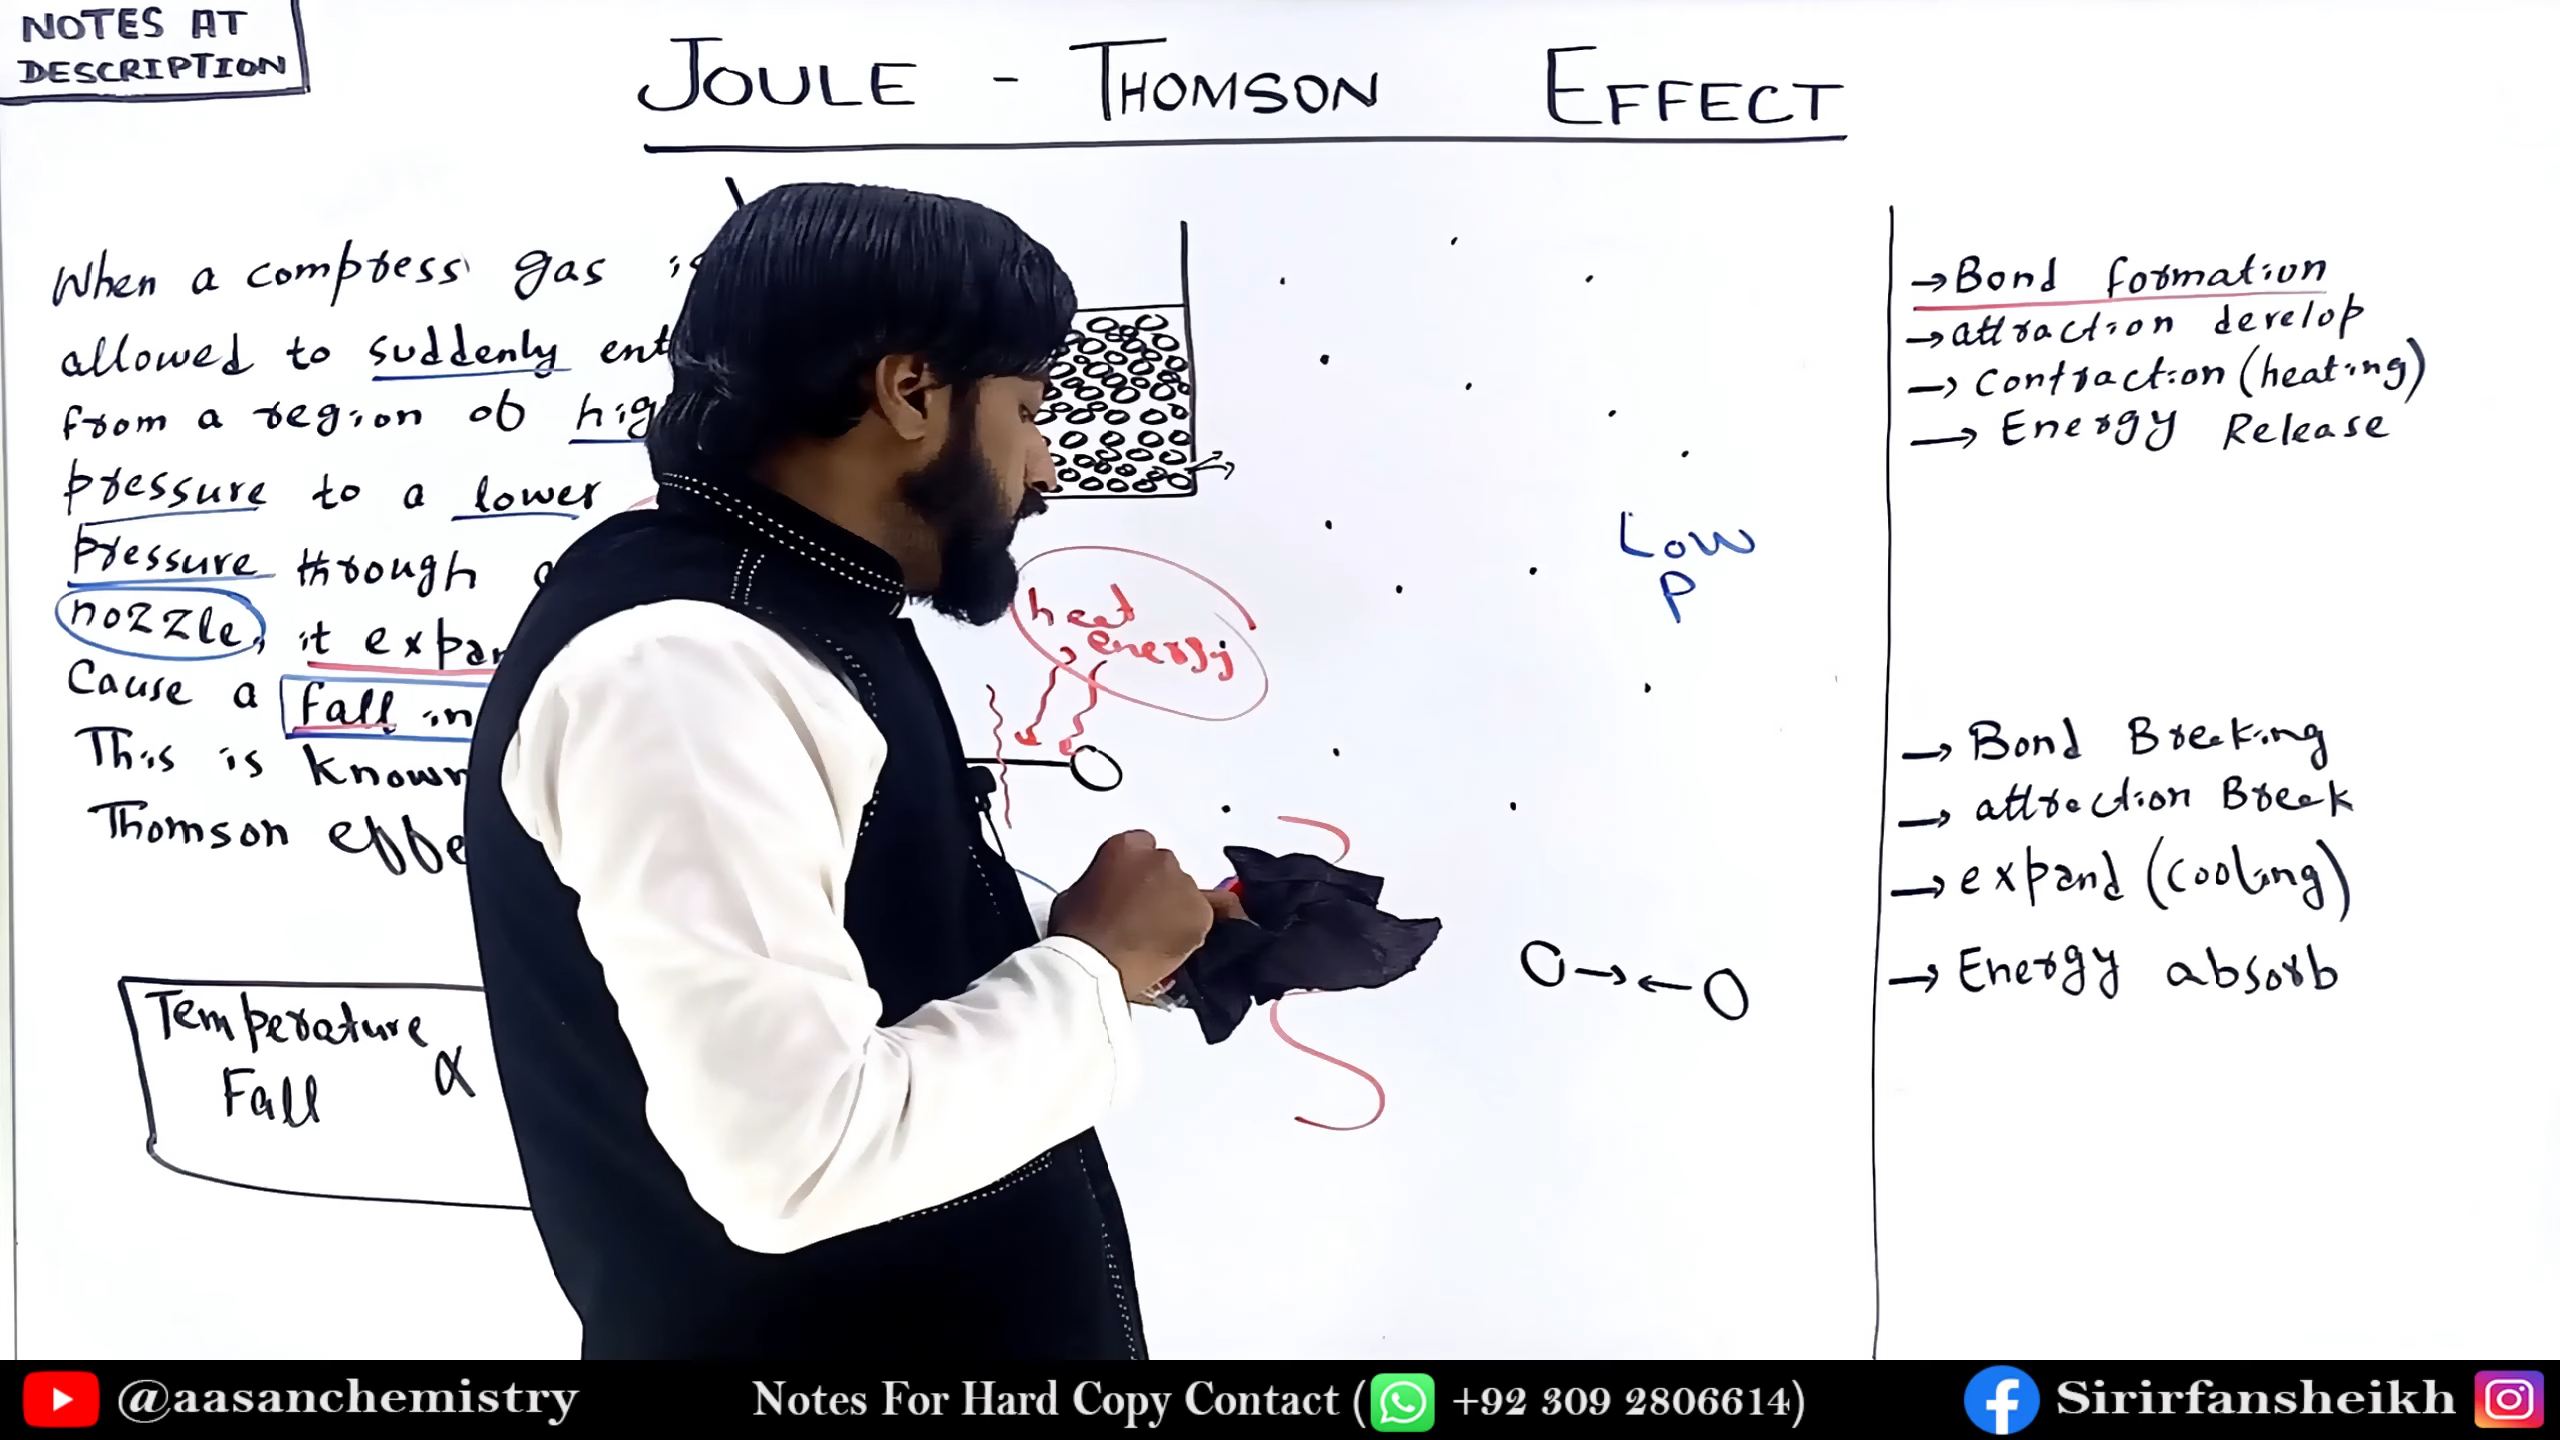 NOTES AT
DESCRIPTION
JOULE - THOMSON EFFECT
When a compress gas is
allowed to suddenly ent
from a region of hig
pressure to a lower
pressure through a
nozzle, it expan
Cause a fall in
This is known
Thomson effe
Temperature
Fall ∝
heat
energy
Low
P
→ Bond formation
→ attraction develop
→ Contraction (heating)
→ Energy Release
→ Bond Breaking
→ attraction Break
→ expand (cooling)
→ Energy absorb
@aasanchemistry
Notes For Hard Copy Contact ( +92 309 2806614)
Sirirfansheikh